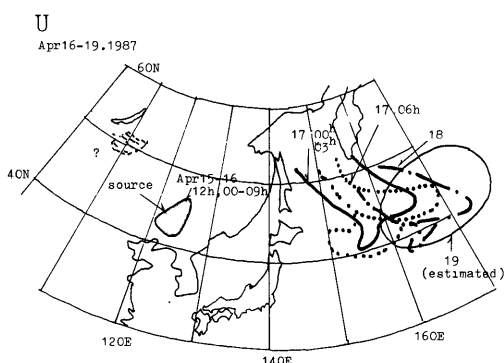 U
Apr16-19.1987
60N
17 06h
17 00h
03h
18
?
40N
source
Apr15-16
12h,00-09h
19
(estimated)
120E
160E
140E